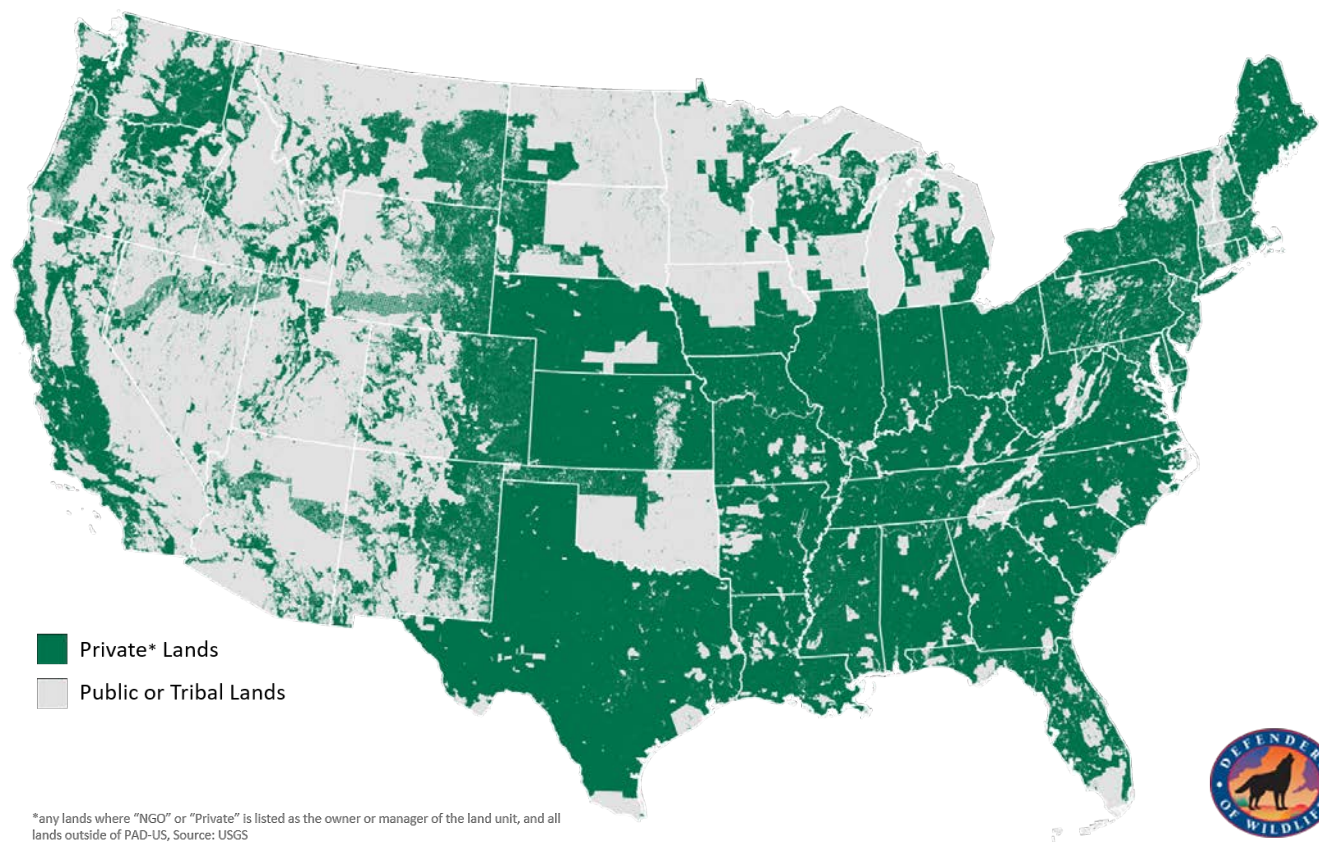 Private* Lands
Public or Tribal Lands
*any lands where “NGO” or “Private” is listed as the owner or manager of the land unit, and all
lands outside of PAD-US, Source: USGS
OF